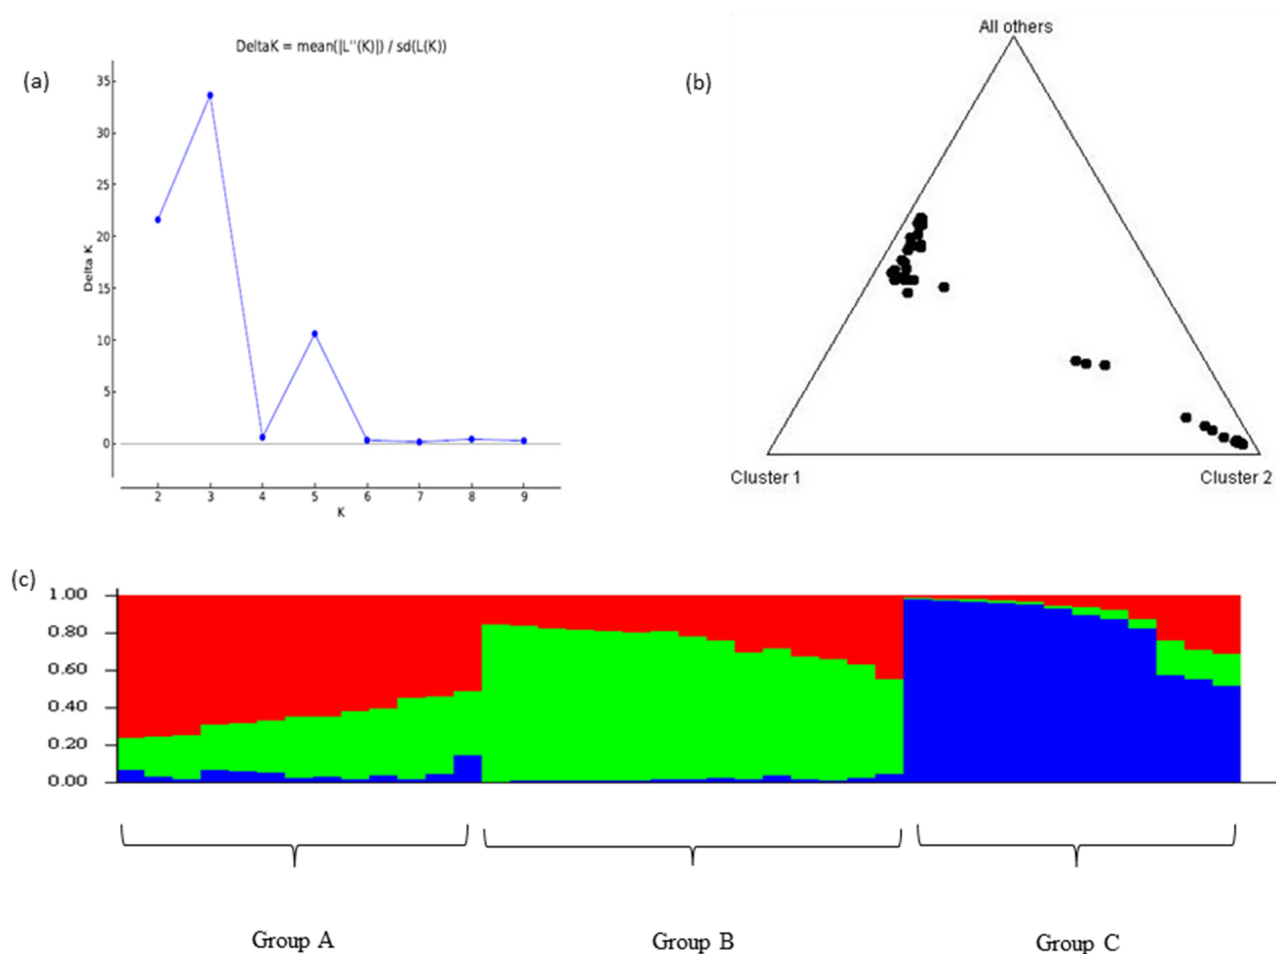 DeltaK = mean(|L''(K)|) / sd(L(K))
(a)
35
30
25
20
15
10
5
0
Delta K
2 3 4 5 6 7 8 9
K
(b)
All others
Cluster 1
Cluster 2
(c)
1.00
0.80
0.60
0.40
0.20
0.00
Group A
Group B
Group C